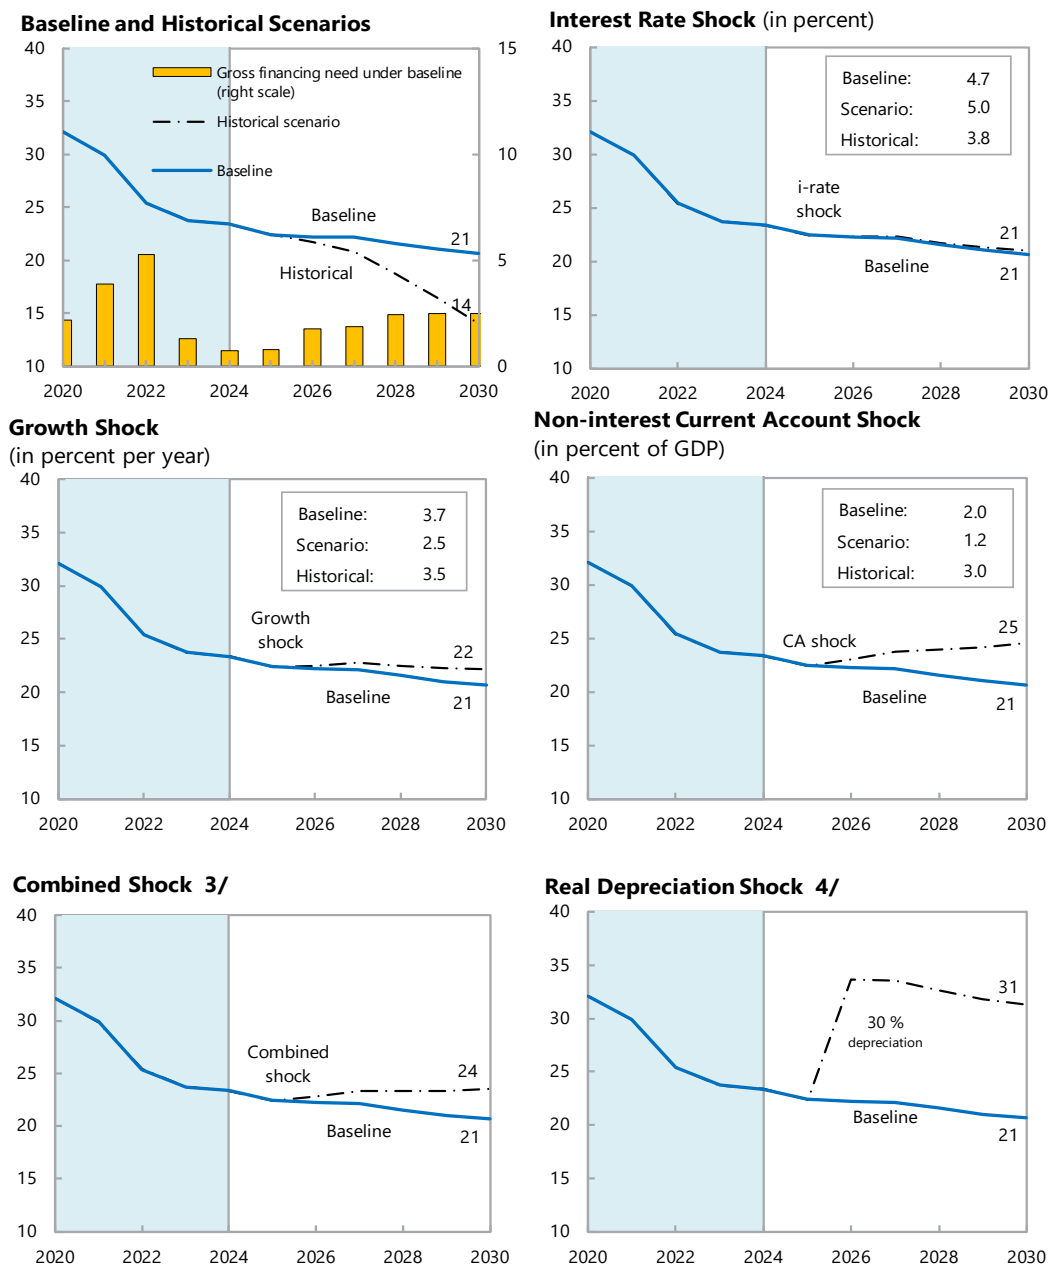 Baseline and Historical Scenarios
40
35
30
25
20
15
10
15
10
5
0
Gross financing need under baseline
(right scale)
Historical scenario
Baseline
Baseline
21
Historical
14
2020 2022 2024 2026 2028 2030
Interest Rate Shock (in percent)
40
35
30
25
20
15
10
Baseline: 4.7
Scenario: 5.0
Historical: 3.8
i-rate
shock
21
Baseline
21
2020 2022 2024 2026 2028 2030
Growth Shock
(in percent per year)
40
35
30
25
20
15
10
Baseline: 3.7
Scenario: 2.5
Historical: 3.5
Growth
shock
22
Baseline
21
2020 2022 2024 2026 2028 2030
Non-interest Current Account Shock
(in percent of GDP)
40
35
30
25
20
15
10
Baseline: 2.0
Scenario: 1.2
Historical: 3.0
CA shock
25
Baseline
21
2020 2022 2024 2026 2028 2030
Combined Shock 3/
40
35
30
25
20
15
10
Combined
shock
24
Baseline
21
2020 2022 2024 2026 2028 2030
Real Depreciation Shock 4/
40
35
30
25
20
15
10
31
30 %
depreciation
Baseline
21
2020 2022 2024 2026 2028 2030